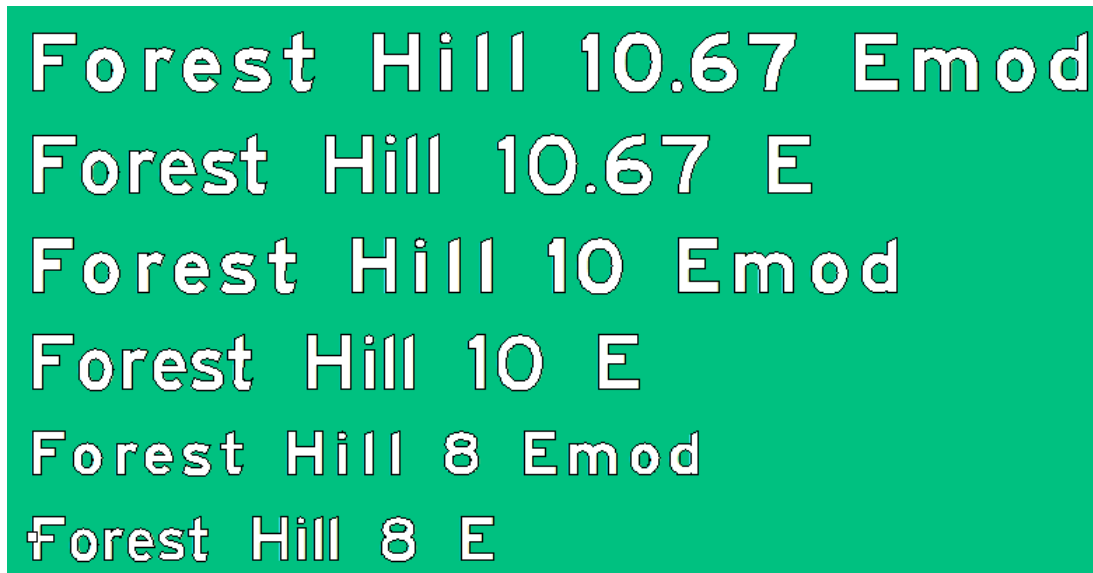 Forest Hill 10.67 Emod
Forest Hill 10.67 E
Forest Hill 10 Emod
Forest Hill 10 E
Forest Hill 8 Emod
Forest Hill 8 E